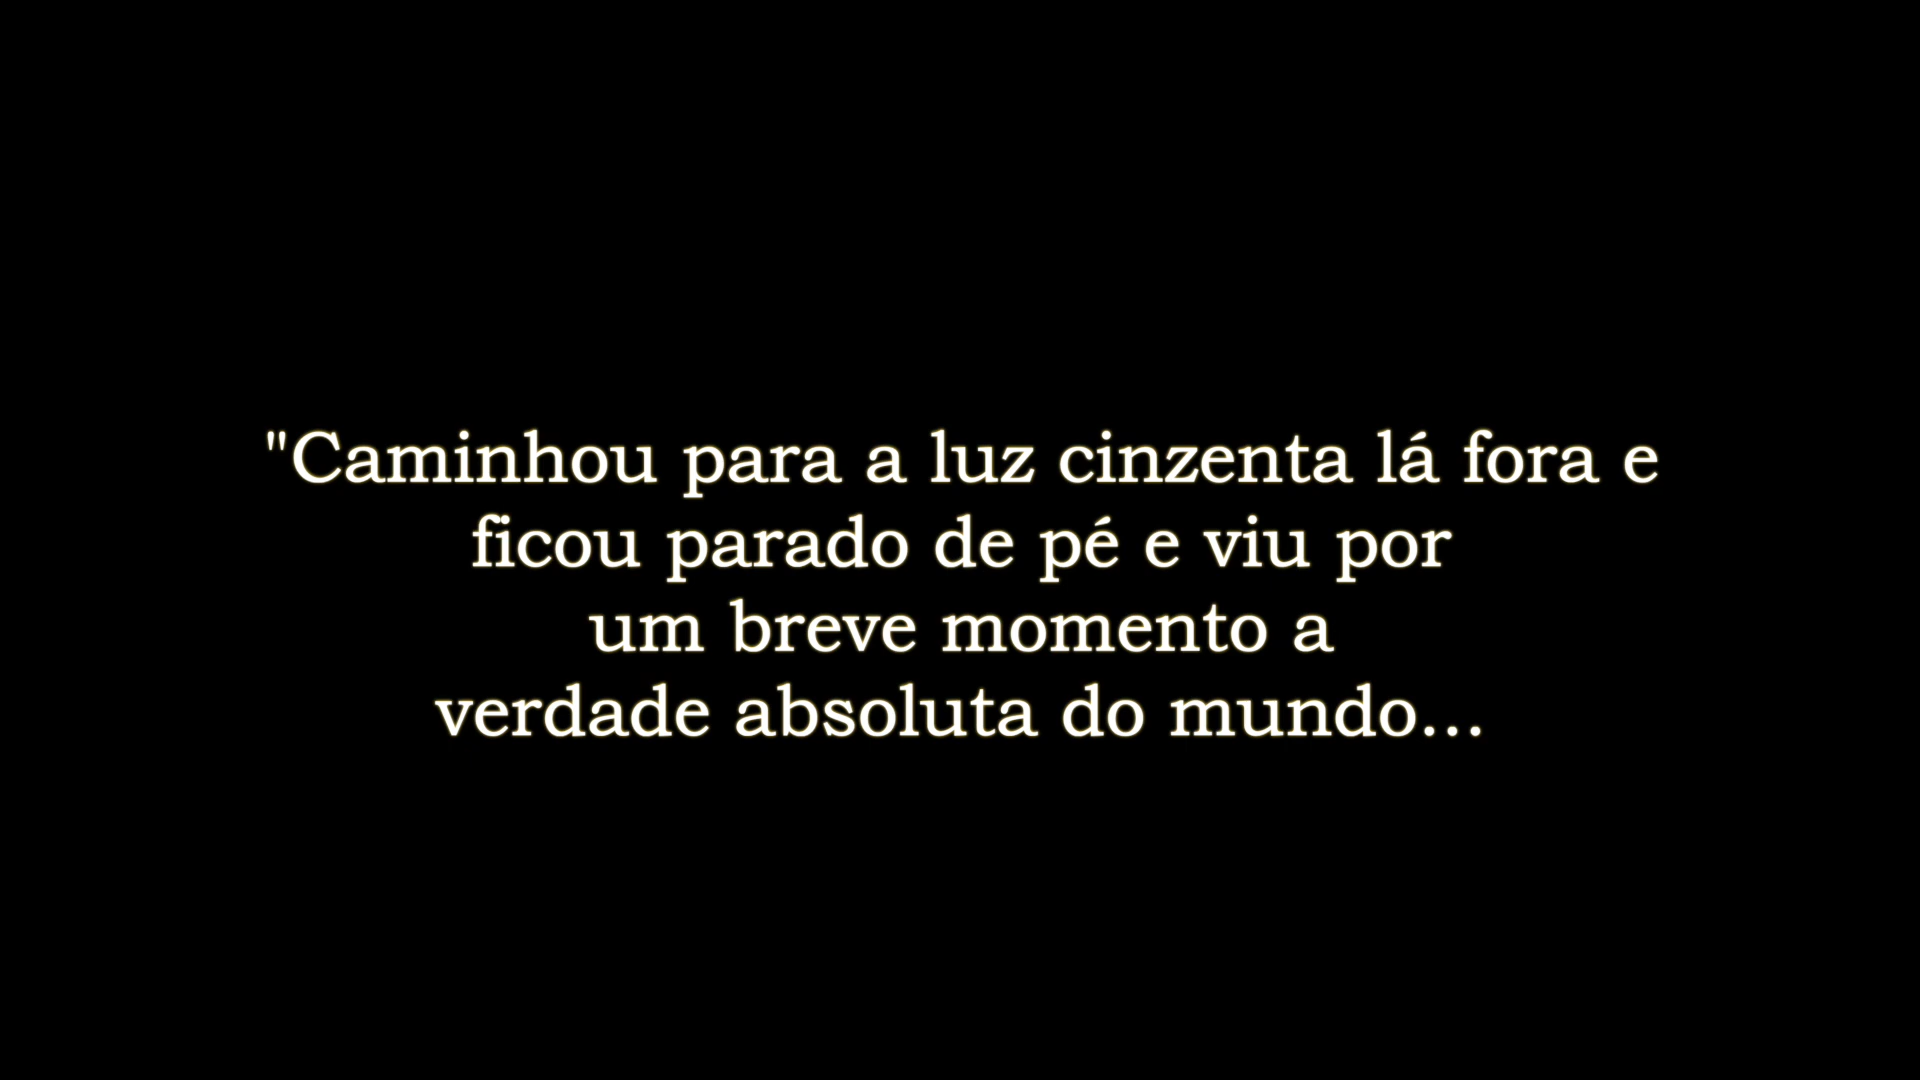 "Caminhou para a luz cinzenta lá fora e
ficou parado de pé e viu por
um breve momento a
verdade absoluta do mundo...